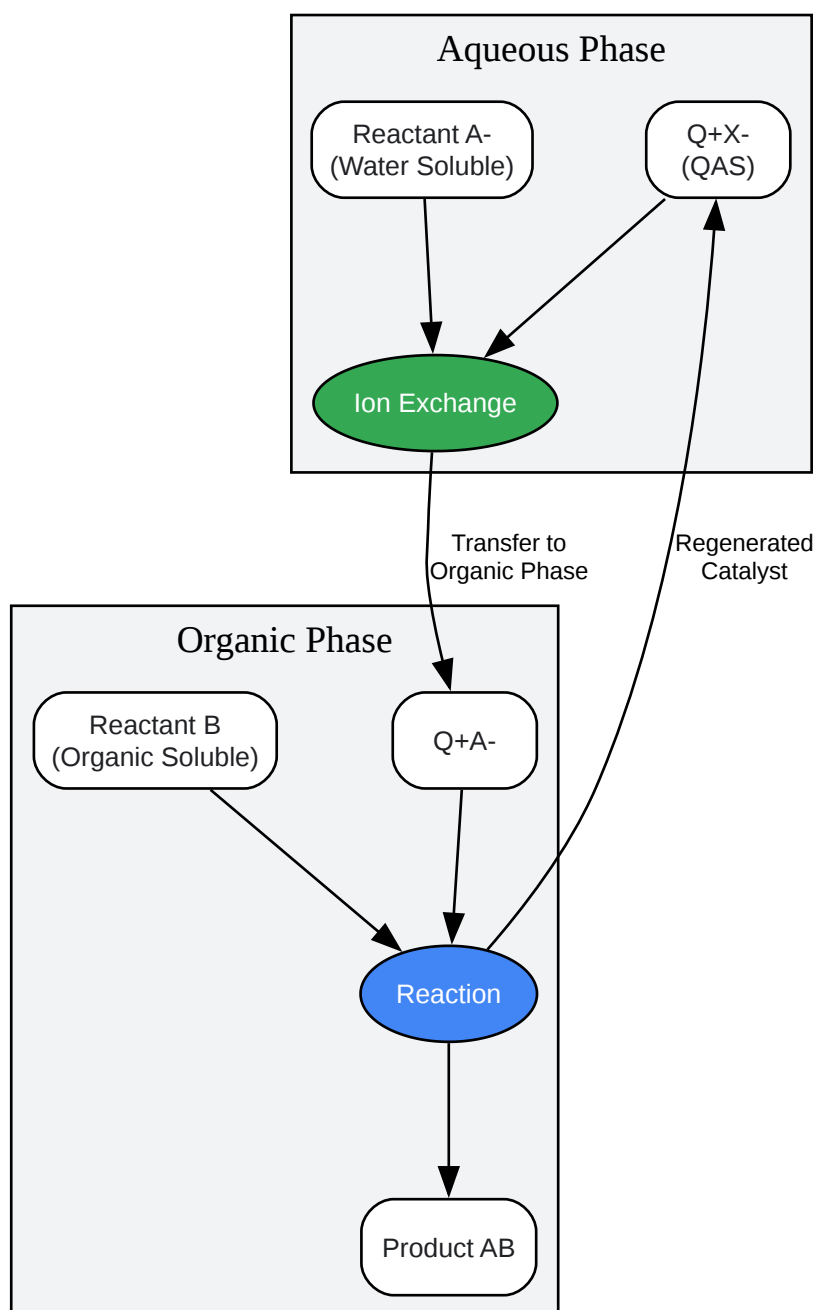 Aqueous Phase
Reactant A-
(Water Soluble)
Q+X-
(QAS)
Ion Exchange
Transfer to
Organic Phase
Regenerated
Catalyst
Organic Phase
Reactant B
(Organic Soluble)
Q+A-
Reaction
Product AB